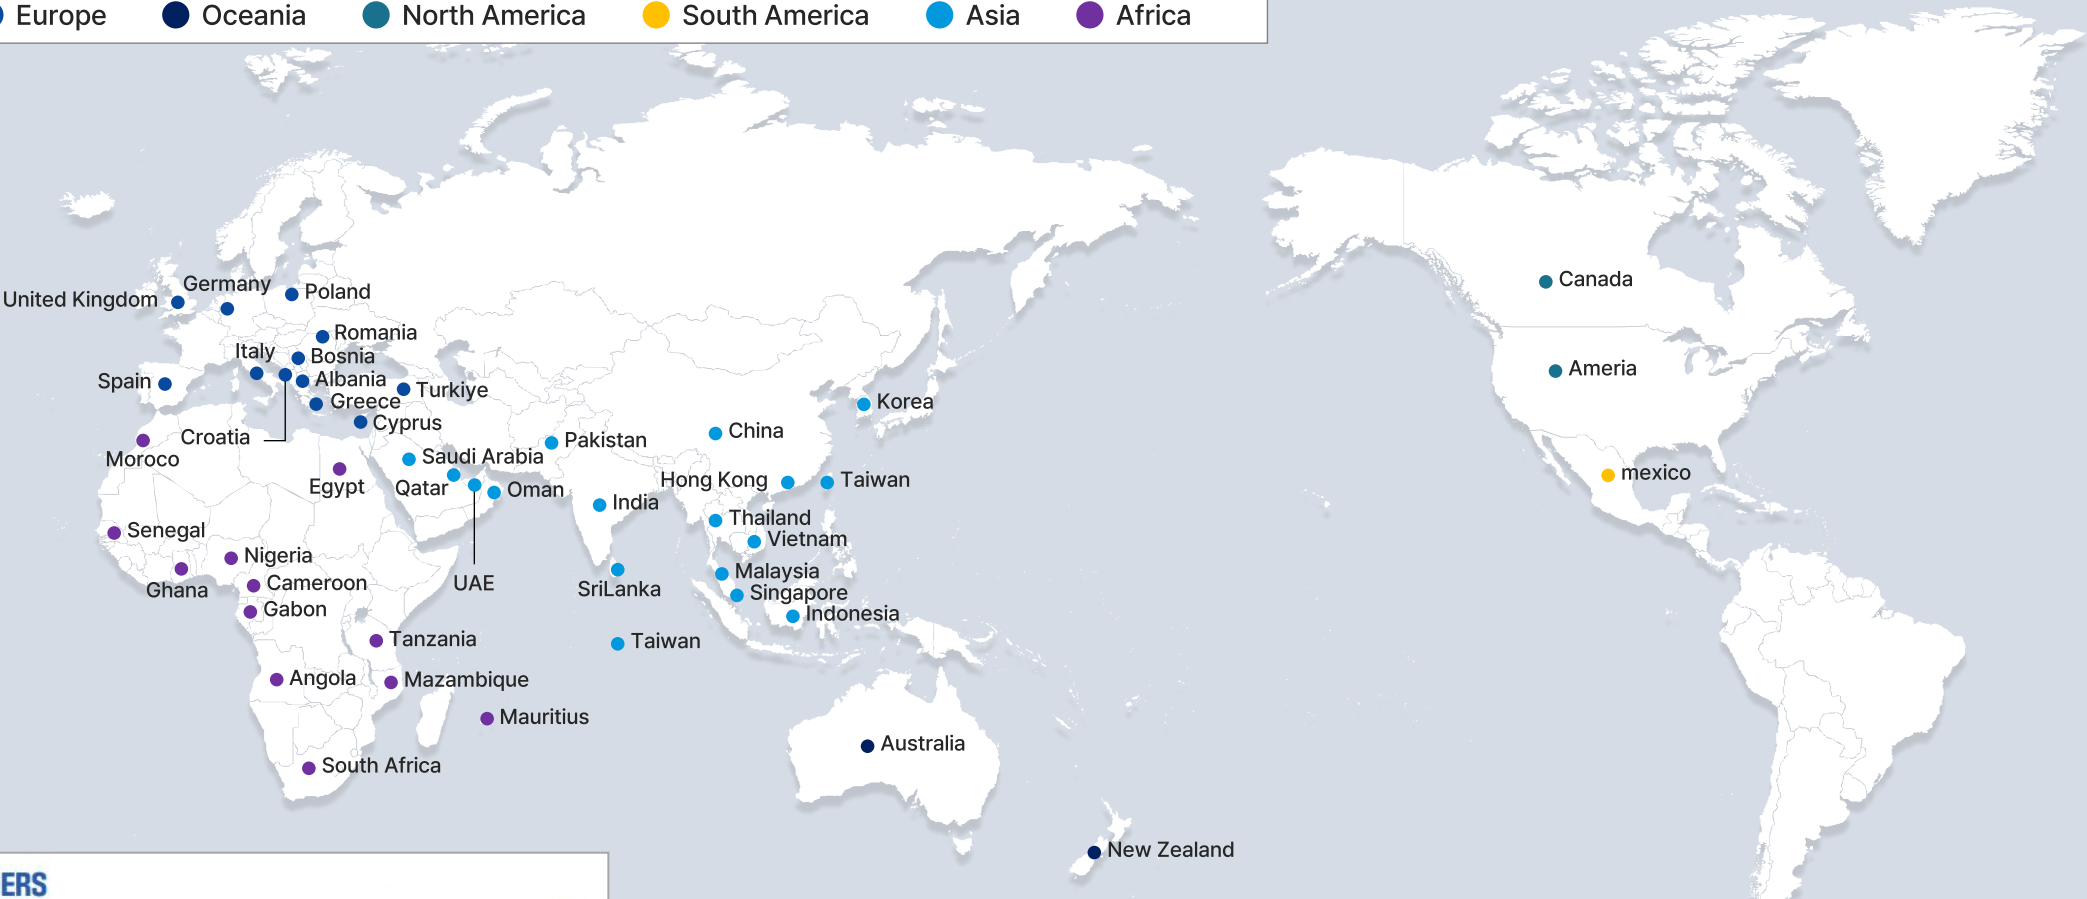 Europe
Oceania
North America
South America
Asia
Africa
United Kingdom
Germany
Poland
Romania
Italy
Bosnia
Spain
Albania
Turkiye
Greece
Cyprus
Croatia
Moroco
Egypt
Saudi Arabia
Qatar
Oman
UAE
Pakistan
India
SriLanka
Taiwan
China
Korea
Hong Kong
Taiwan
Thailand
Vietnam
Malaysia
Singapore
Indonesia
Senegal
Nigeria
Ghana
Cameroon
Gabon
Tanzania
Angola
Mazambique
Mauritius
South Africa
Australia
New Zealand
Canada
Ameria
mexico
ERS